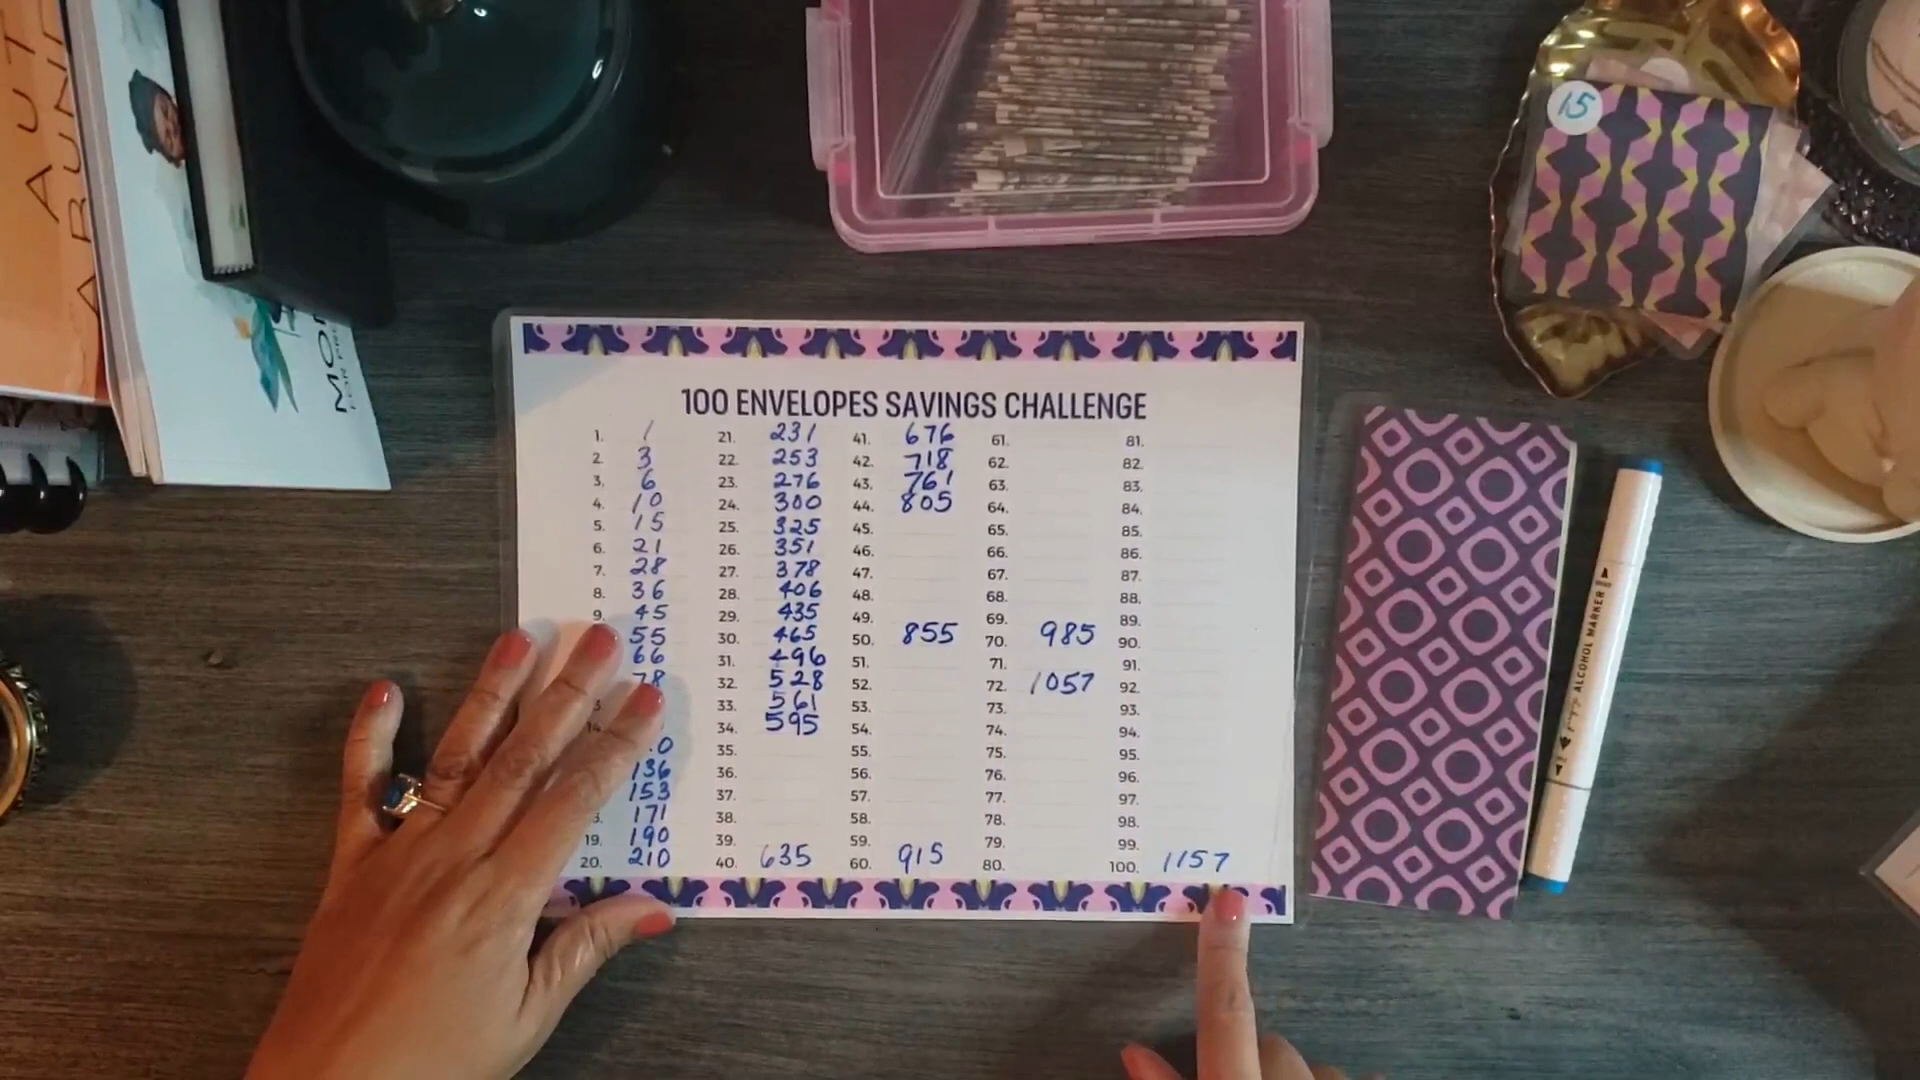 15
100 ENVELOPES SAVINGS CHALLENGE
1. 1 21. 231 41. 676 61. 81.
2. 3 22. 253 42. 718 62. 82.
3. 6 23. 276 43. 761 63. 83.
4. 10 24. 300 44. 805 64. 84.
5. 15 25. 325 45. 65. 85.
6. 21 26. 351 46. 66. 86.
7. 28 27. 378 47. 67. 87.
8. 36 28. 406 48. 68. 88.
9. 45 29. 435 49. 69. 89.
55 30. 465 50. 855 70. 985 90.
66 31. 496 51. 71. 91.
78 32. 528 52. 72. 1057 92.
33. 561 53. 73. 93.
14. 34. 595 54. 74. 94.
35. 55. 75. 95.
136 36. 56. 76. 96.
153 37. 57. 77. 97.
171 38. 58. 78. 98.
19. 190 39. 59. 79. 99.
20. 210 40. 635 60. 915 80. 100. 1157
ALCOHOL MARKER